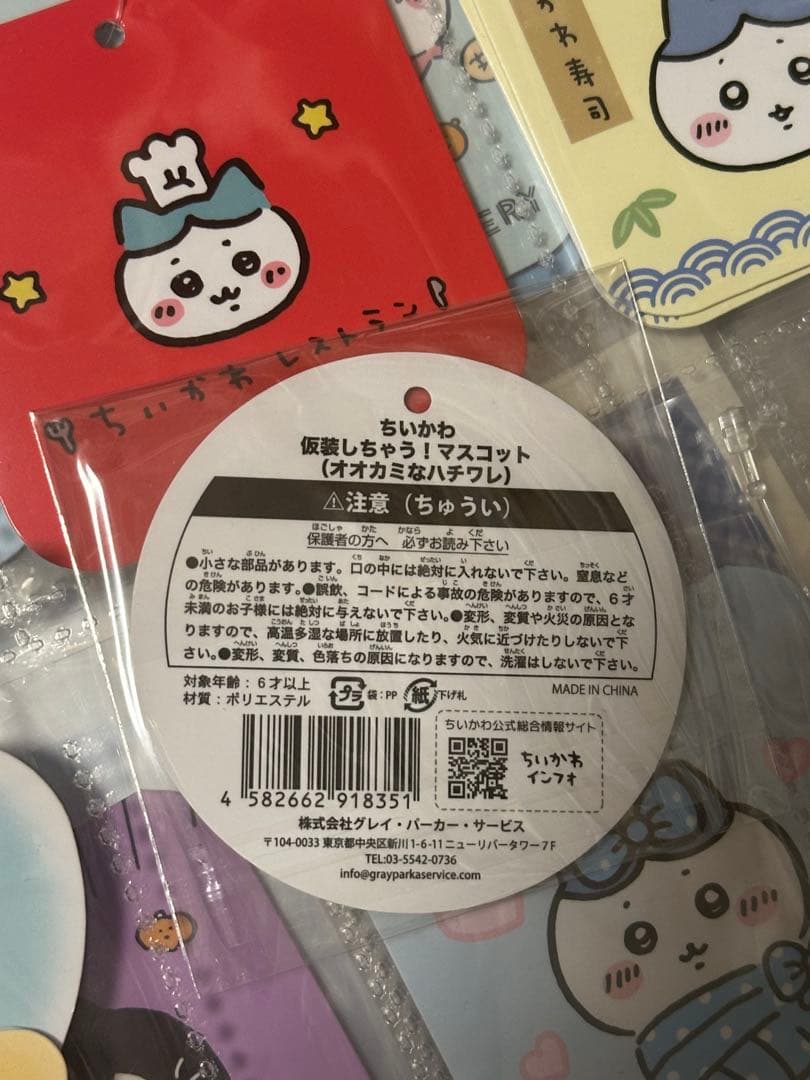 かわ寿司
ERY
ちいかわレストラン
ちいかわ
仮装しちゃう！マスコット
(オオカミなハチワレ)
⚠注意（ちゅうい）
保護者の方へ 必ずお読み下さい
●小さな部品があります。口の中には絶対に入れないで下さい。窒息など
の危険があります。●誤飲、コードによる事故の危険がありますので、6才
未満のお子様には絶対に与えないで下さい。●変形、変質や火災の原因とな
りますので、高温多湿な場所に放置したり、火気に近づけたりしないで下
さい。●変形、変質、色落ちの原因になりますので、洗濯はしないで下さい。
対象年齢：6才以上
材質：ポリエステル
プラ 袋：PP 紙 下げ札
MADE IN CHINA
ちいかわ公式総合情報サイト
ちいかわ
インフォ
4 582662 918351
株式会社グレイ・パーカー・サービス
〒104-0033 東京都中央区新川1-6-11 ニューリバータワー7F
TEL:03-5542-0736
info@grayparkaservice.com